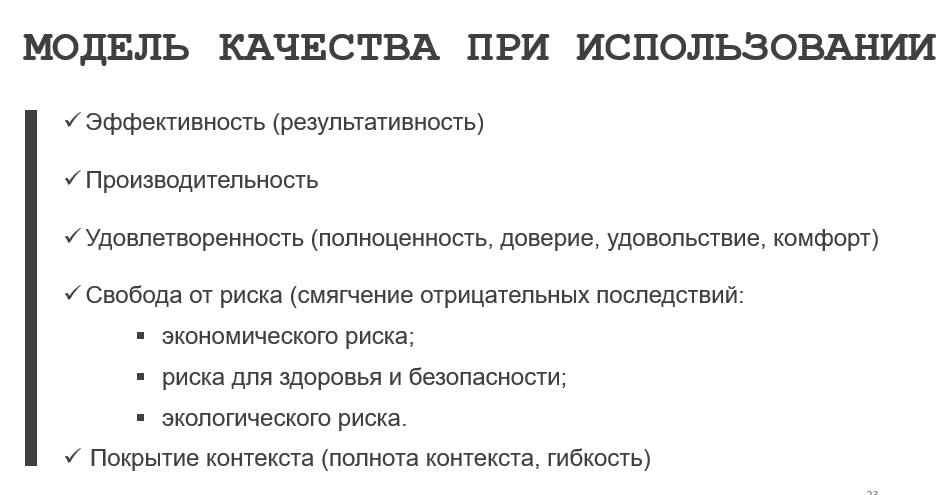 МОДЕЛЬ КАЧЕСТВА ПРИ ИСПОЛЬЗОВАНИИ
✓ Эффективность (результативность)
✓ Производительность
✓ Удовлетворенность (полноценность, доверие, удовольствие, комфорт)
✓ Свобода от риска (смягчение отрицательных последствий:
▪ экономического риска;
▪ риска для здоровья и безопасности;
▪ экологического риска.
✓ Покрытие контекста (полнота контекста, гибкость)
23